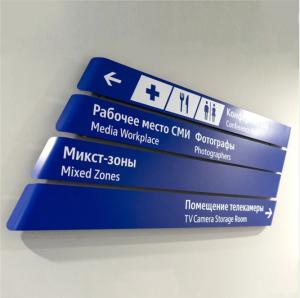 Рабочее место СМИ
Media Workplace
Фотографы
Photographers
Микст-зоны
Mixed Zones
Помещение телекамеры
TV Camera Storage Room